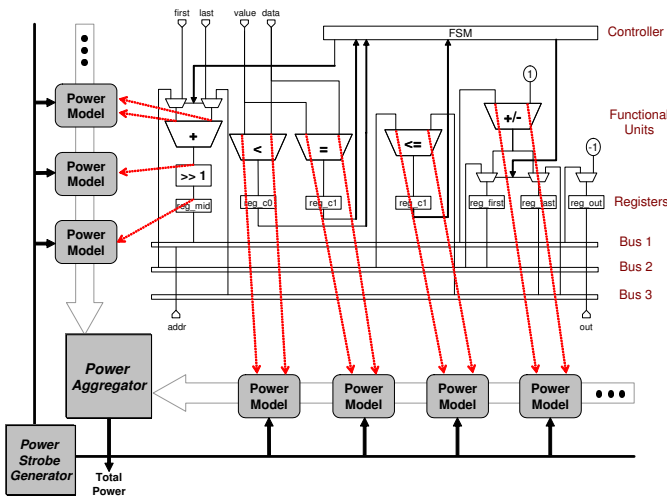 first last value data
FSM
Controller
Power Model
1
+/-
Functional Units
+
<
=
<=
-1
Power Model
>> 1
reg_mid
reg_c0
reg_c1
reg_c1
reg_first
reg_last
reg_out
Registers
Power Model
Bus 1
Bus 2
Bus 3
addr
out
Power Aggregator
Power Model
Power Model
Power Model
Power Model
Power Strobe Generator
Total Power